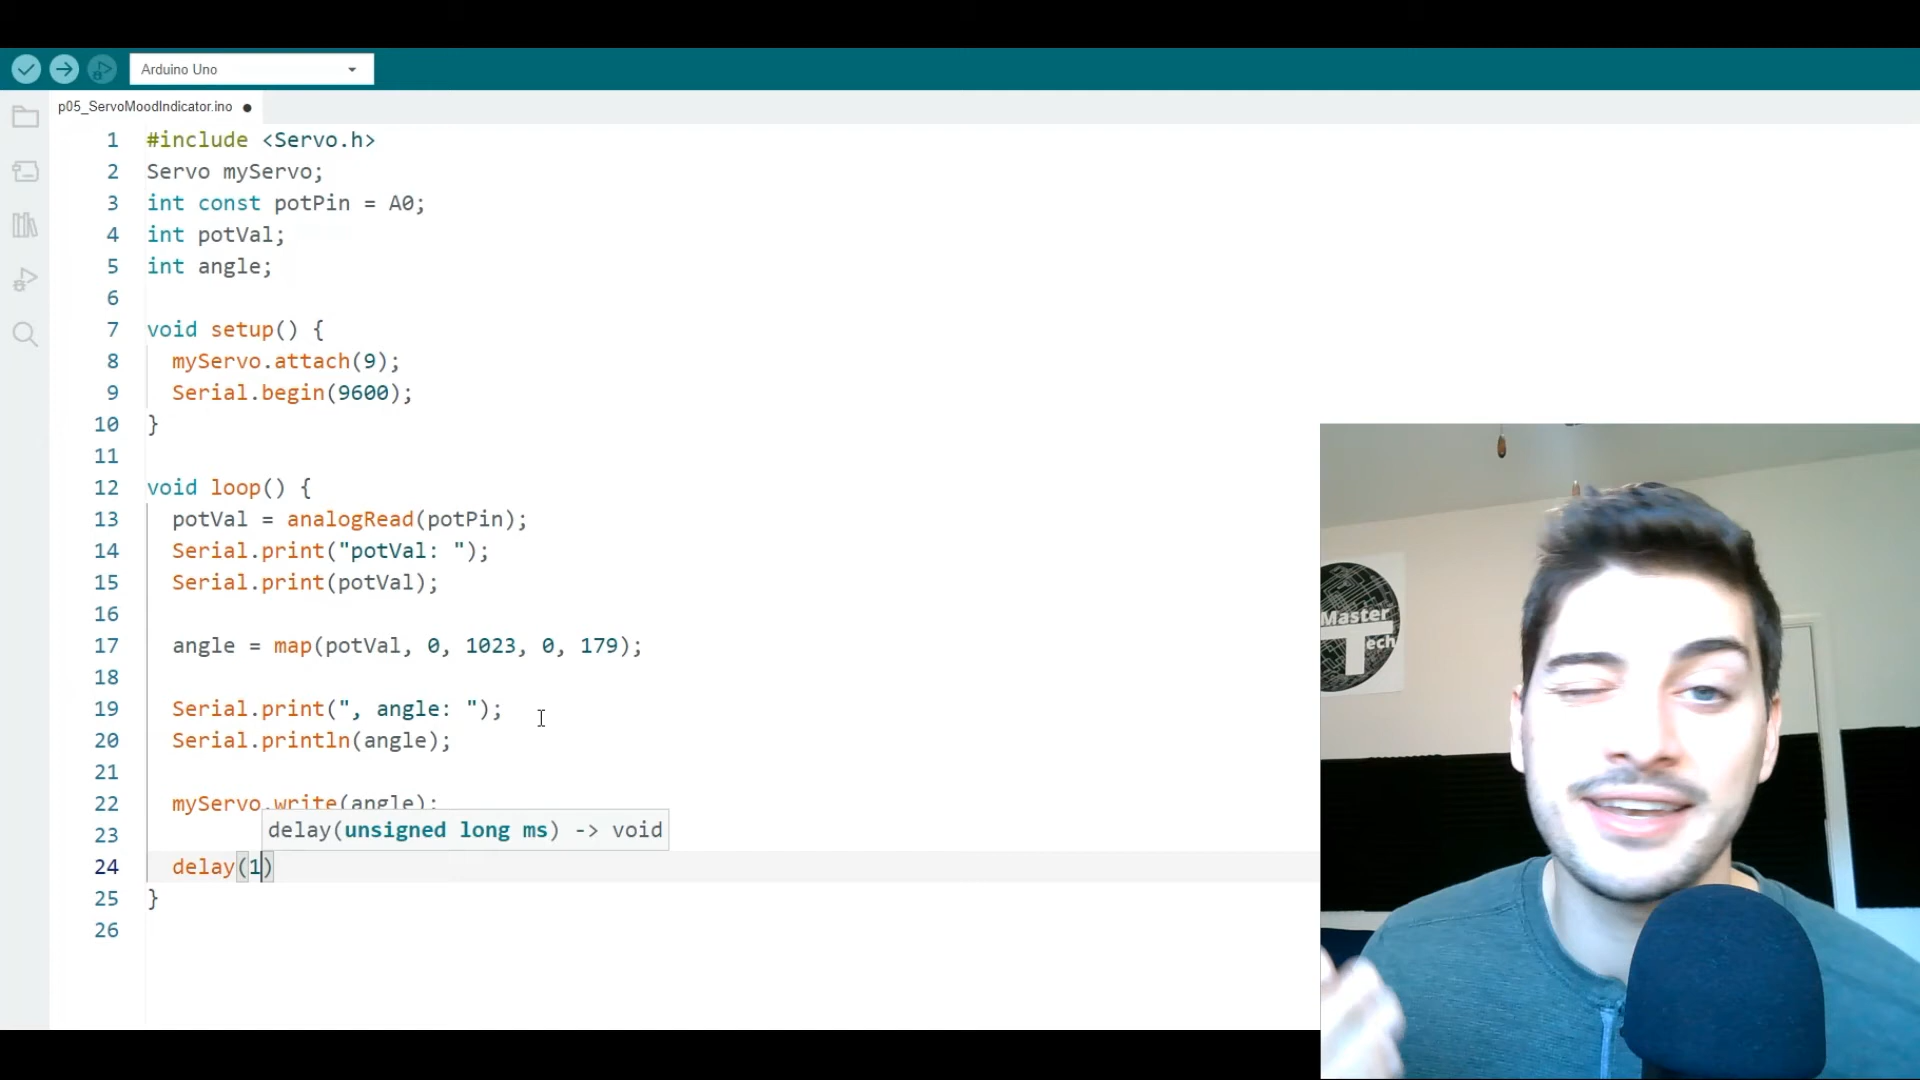 Arduino Uno
p05_ServoMoodIndicator.ino
1 #include <Servo.h>
2 Servo myServo;
3 int const potPin = A0;
4 int potVal;
5 int angle;
6
7 void setup() {
8 myServo.attach(9);
9 Serial.begin(9600);
10 }
11
12 void loop() {
13 potVal = analogRead(potPin);
14 Serial.print("potVal: ");
15 Serial.print(potVal);
16
17 angle = map(potVal, 0, 1023, 0, 179);
18
19 Serial.print(", angle: ");
20 Serial.println(angle);
21
22 myServo.write(angle);
delay(unsigned long ms) -> void
23
24 delay(1)
25 }
26
Master
Tech